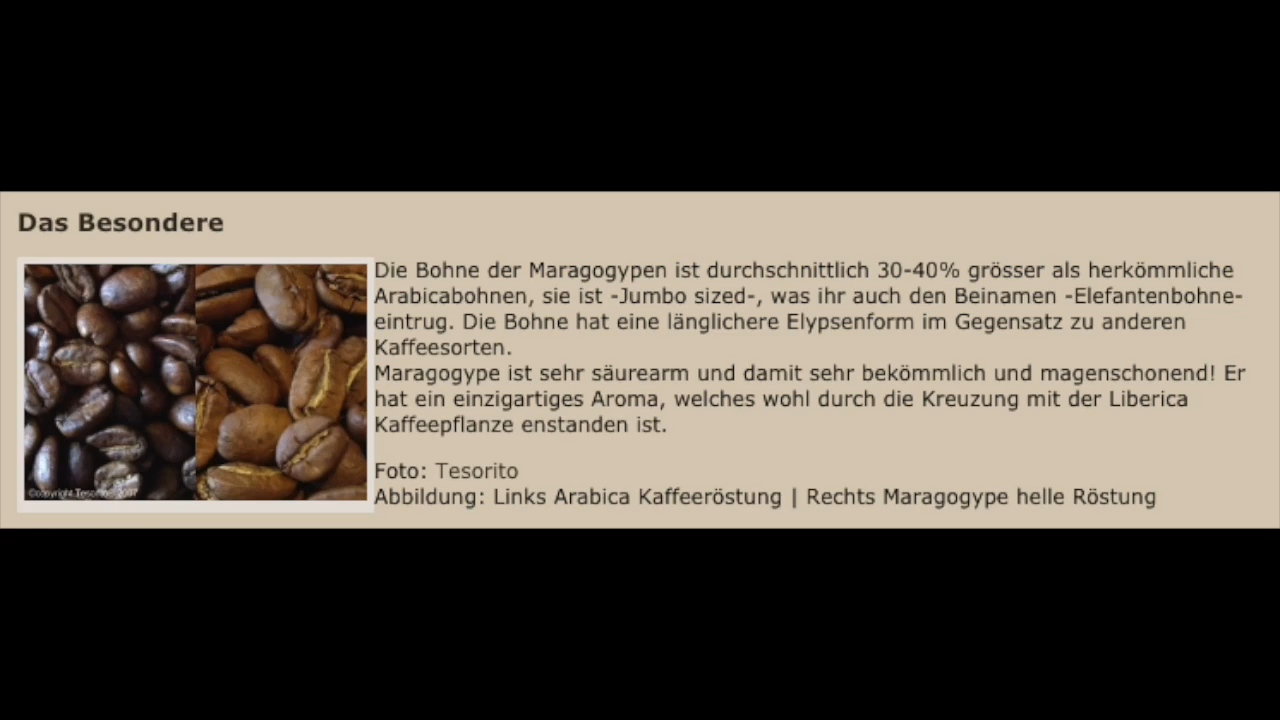 Das Besondere
Die Bohne der Maragogypen ist durchschnittlich 30-40% grösser als herkömmliche
Arabicabohnen, sie ist -Jumbo sized-, was ihr auch den Beinamen -Elefantenbohne-
eintrug. Die Bohne hat eine länglichere Elypsenform im Gegensatz zu anderen
Kaffeesorten.
Maragogype ist sehr säurearm und damit sehr bekömmlich und magenschonend! Er
hat ein einzigartiges Aroma, welches wohl durch die Kreuzung mit der Liberica
Kaffeepflanze enstanden ist.
Foto: Tesorito
Abbildung: Links Arabica Kaffeeröstung | Rechts Maragogype helle Röstung
©copyright Tesorito 2007